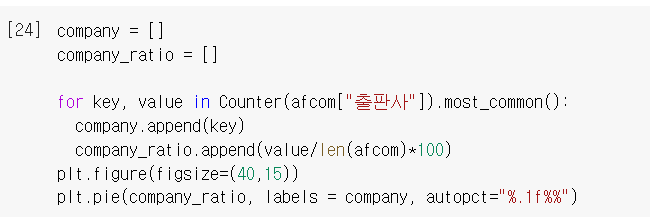 [24] company = []
company_ratio = []
for key, value in Counter(afcom["출판사"]).most_common():
company.append(key)
company_ratio.append(value/len(afcom)*100)
plt.figure(figsize=(40,15))
plt.pie(company_ratio, labels = company, autopct="%.1f%%")